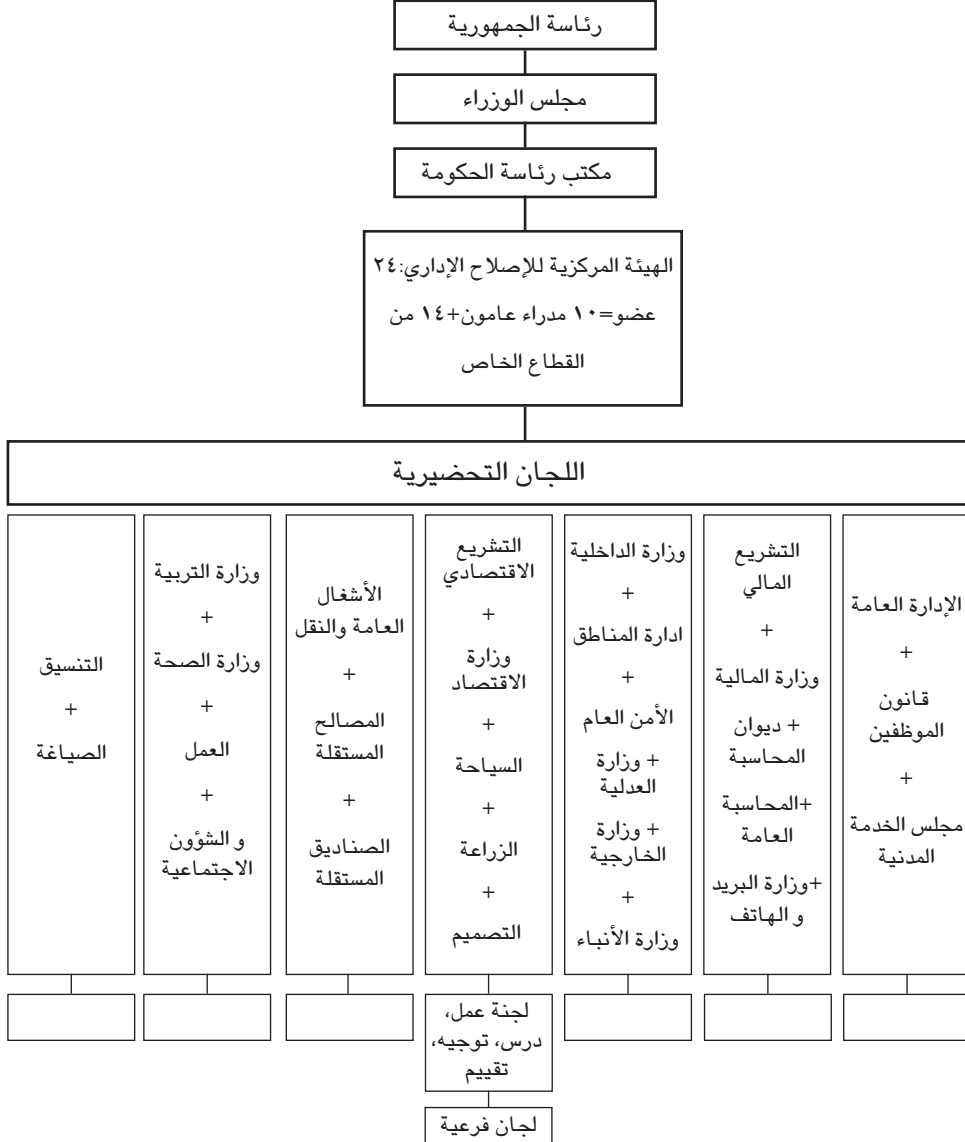 رئاسة الجمهورية
مجلس الوزراء
مكتب رئاسة الحكومة
الهيئة المركزية للإصلاح الإداري:٢٤
عضو=١٠ مدراء عامون+١٤ من
القطاع الخاص
اللجان التحضيرية
الإدارة العامة
+
قانون
الموظفين
+
مجلس الخدمة
المدنية
التشريع
المالي
+
وزارة المالية
+ ديوان
المحاسبة
+المحاسبة
العامة
+وزارة البريد
والهاتف
وزارة الداخلية
+
ادارة المناطق
+
الأمن العام
+ وزارة
العدلية
+ وزارة
الخارجية
+
وزارة الأنباء
التشريع
الاقتصادي
+
وزارة
الاقتصاد
+
السياحة
+
الزراعة
+
التصميم
الأشغال
العامة والنقل
+
المصالح
المستقلة
+
الصناديق
المستقلة
وزارة التربية
+
وزارة الصحة
+
العمل
+
والشؤون
الاجتماعية
التنسيق
+
الصياغة
لجنة عمل،
درس، توجيه،
تقييم
لجان فرعية